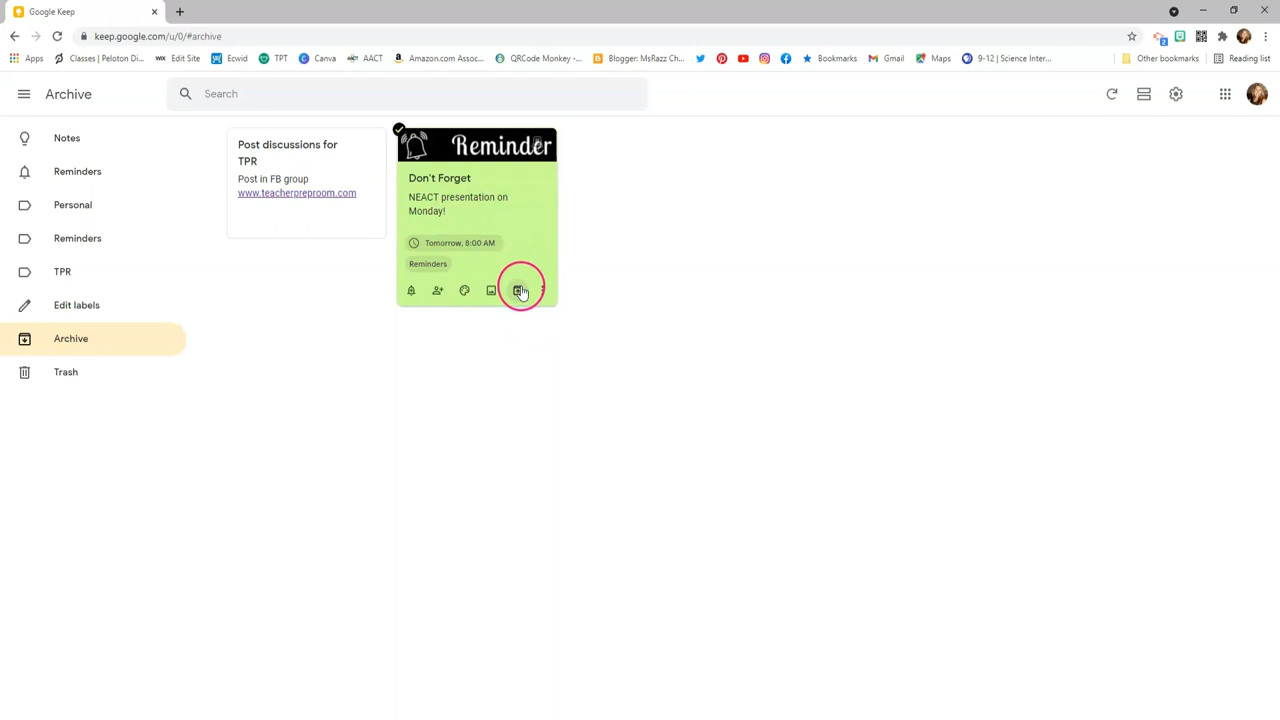 Google Keep
keep.google.com/u/0/#archive
Apps
Classes | Peloton Di...
WIX Edit Site
Ecwid
TPT
Canva
AACT
Amazon.com Assoc...
QRCode Monkey -...
Blogger: MsRazz Ch...
Bookmarks
Gmail
Maps
9-12 | Science Inter...
Other bookmarks
Reading list
Archive
Search
Notes
Reminders
Personal
Reminders
TPR
Edit labels
Archive
Trash
Post discussions for
TPR
Post in FB group
www.teacherpreproom.com
Reminder
Don't Forget
NEACT presentation on
Monday!
Tomorrow, 8:00 AM
Reminders